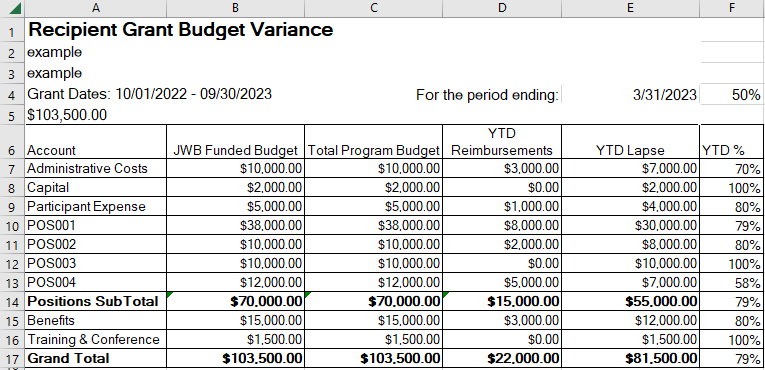 A B C D E F
1 Recipient Grant Budget Variance
2 example
3 example
4 Grant Dates: 10/01/2022 - 09/30/2023 For the period ending: 3/31/2023 50%
5 $103,500.00
YTD
6 Account JWB Funded Budget Total Program Budget Reimbursements YTD Lapse YTD %
7 Administrative Costs $10,000.00 $10,000.00 $3,000.00 $7,000.00 70%
8 Capital $2,000.00 $2,000.00 $0.00 $2,000.00 100%
9 Participant Expense $5,000.00 $5,000.00 $1,000.00 $4,000.00 80%
10 POS001 $38,000.00 $38,000.00 $8,000.00 $30,000.00 79%
11 POS002 $10,000.00 $10,000.00 $2,000.00 $8,000.00 80%
12 POS003 $10,000.00 $10,000.00 $0.00 $10,000.00 100%
13 POS004 $12,000.00 $12,000.00 $5,000.00 $7,000.00 58%
14 Positions SubTotal $70,000.00 $70,000.00 $15,000.00 $55,000.00 79%
15 Benefits $15,000.00 $15,000.00 $3,000.00 $12,000.00 80%
16 Training & Conference $1,500.00 $1,500.00 $0.00 $1,500.00 100%
17 Grand Total $103,500.00 $103,500.00 $22,000.00 $81,500.00 79%